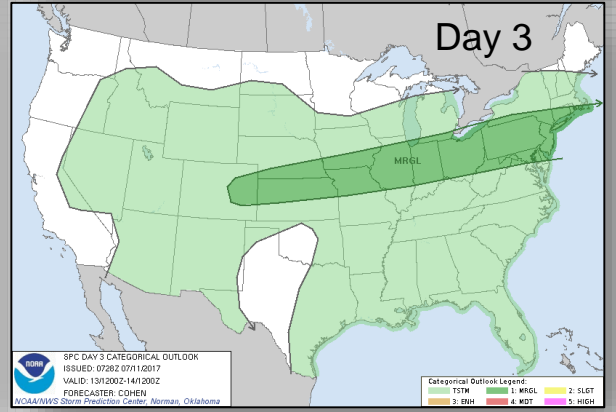 Day 3
MRGL
NOAA
SPC DAY 3 CATEGORICAL OUTLOOK
ISSUED: 0728Z 07/11/2017
VALID: 13/1200Z-14/1200Z
FORECASTER: COHEN
NOAA/NWS Storm Prediction Center, Norman, Oklahoma
Categorical Outlook Legend:
TSTM 1: MRGL 2: SLGT
3: ENH 4: MDT 5: HIGH